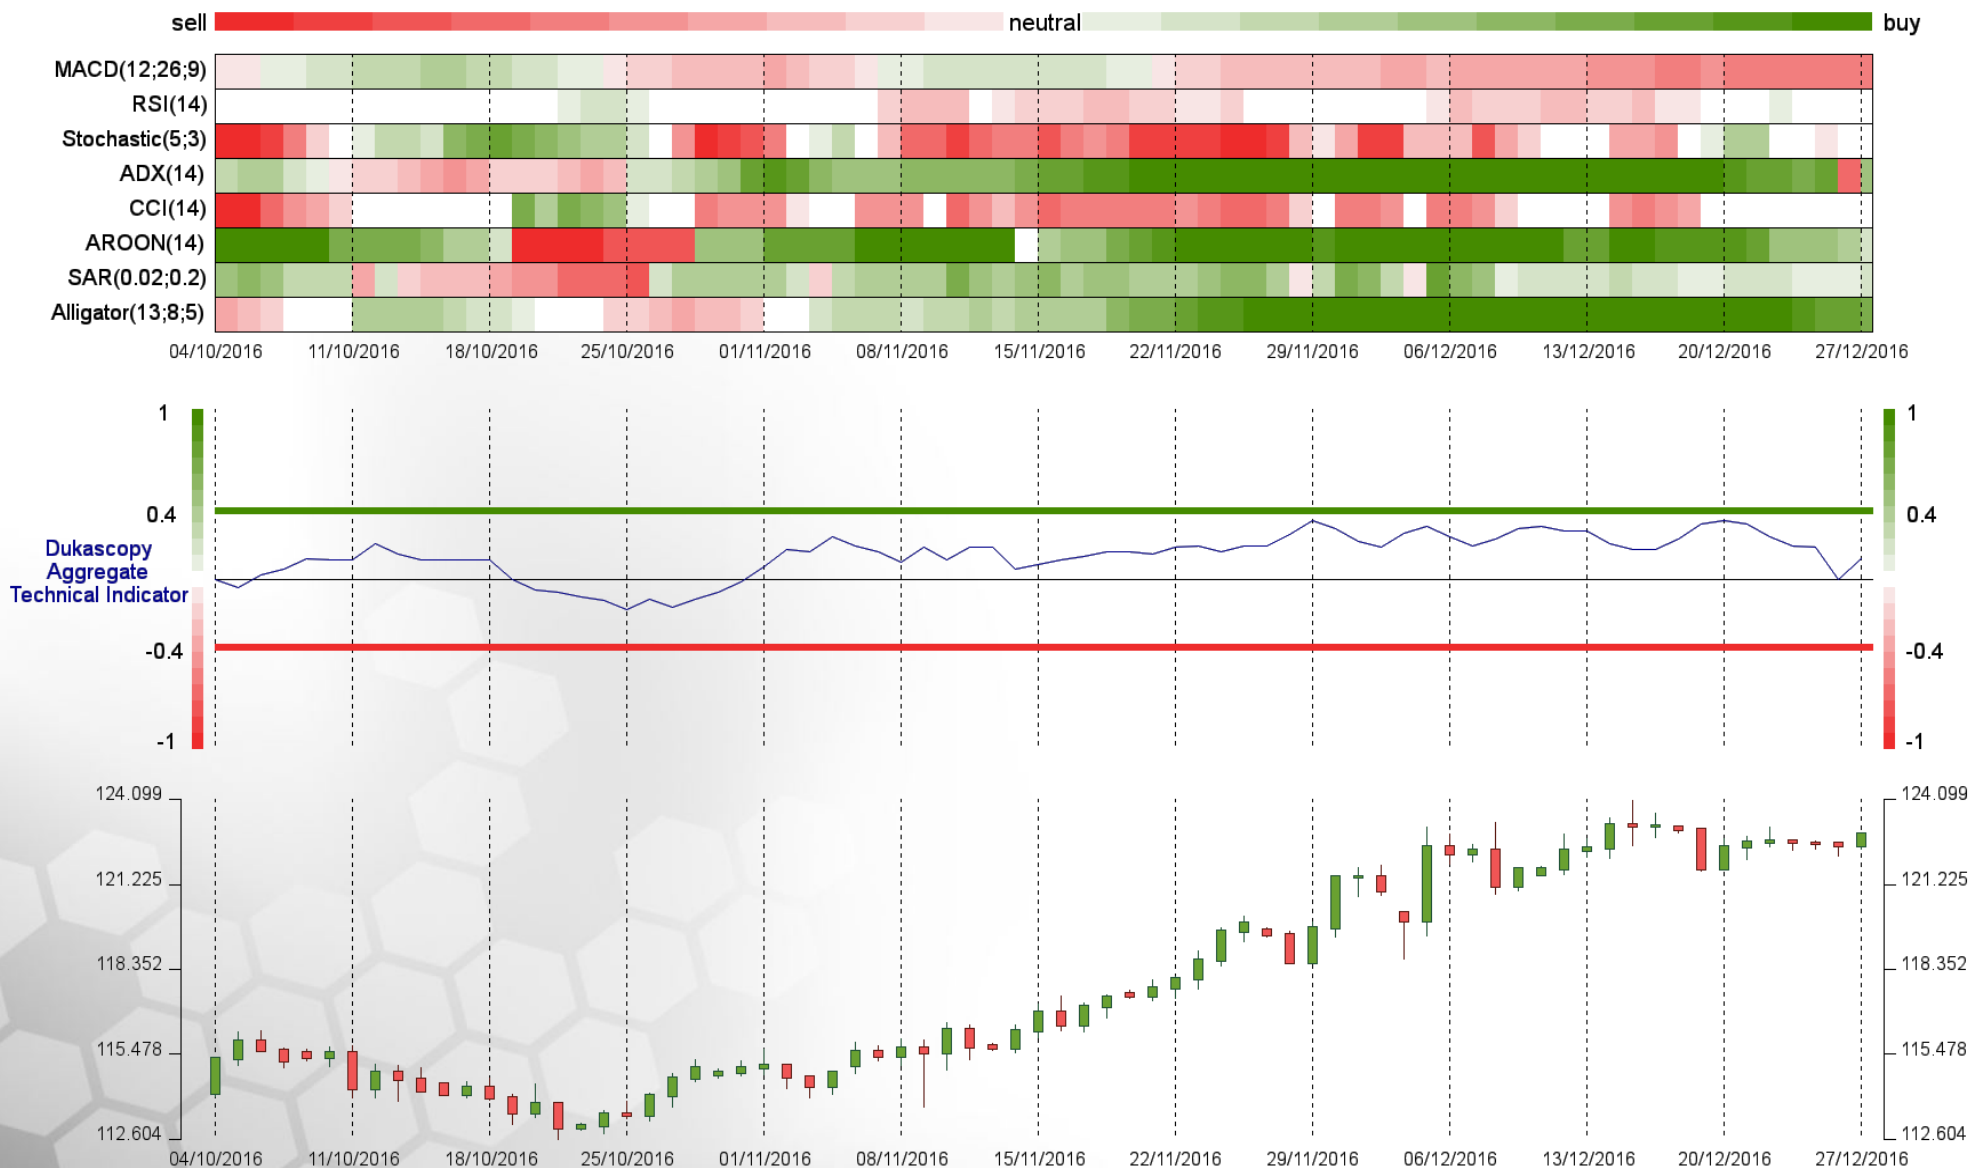 sell neutral buy
MACD(12;26;9)
RSI(14)
Stochastic(5;3)
ADX(14)
CCI(14)
AROON(14)
SAR(0.02;0.2)
Alligator(13;8;5)
04/10/2016 11/10/2016 18/10/2016 25/10/2016 01/11/2016 08/11/2016 15/11/2016 22/11/2016 29/11/2016 06/12/2016 13/12/2016 20/12/2016 27/12/2016
1 1
0.4 0.4
Dukascopy
Aggregate
Technical Indicator
-0.4 -0.4
-1 -1
124.099 124.099
121.225 121.225
118.352 118.352
115.478 115.478
112.604 112.604
04/10/2016 11/10/2016 18/10/2016 25/10/2016 01/11/2016 08/11/2016 15/11/2016 22/11/2016 29/11/2016 06/12/2016 13/12/2016 20/12/2016 27/12/2016